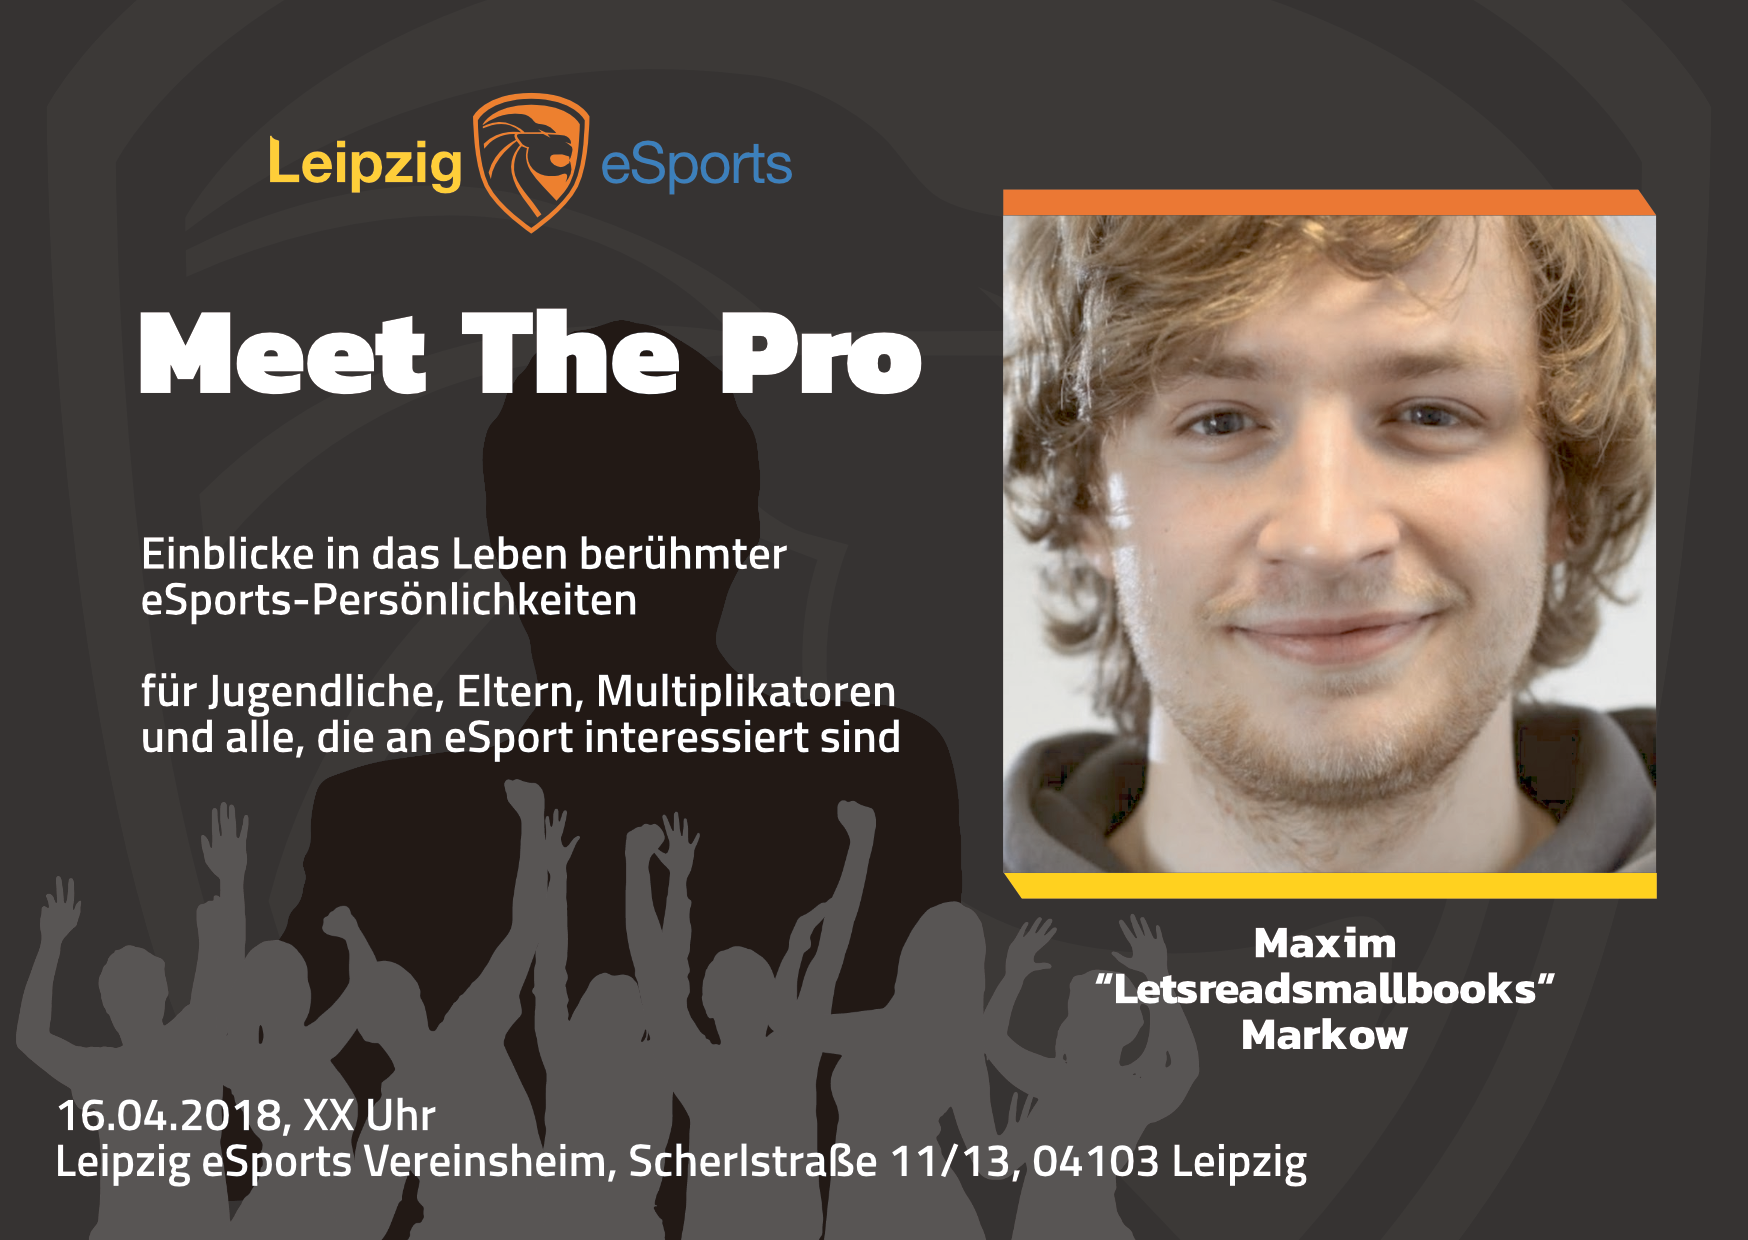 Leipzig eSports
Meet The Pro
Einblicke in das Leben berühmter
eSports-Persönlichkeiten
für Jugendliche, Eltern, Multiplikatoren
und alle, die an eSport interessiert sind
Maxim
“Letsreadsmallbooks”
Markow
16.04.2018, XX Uhr
Leipzig eSports Vereinsheim, Scherlstraße 11/13, 04103 Leipzig